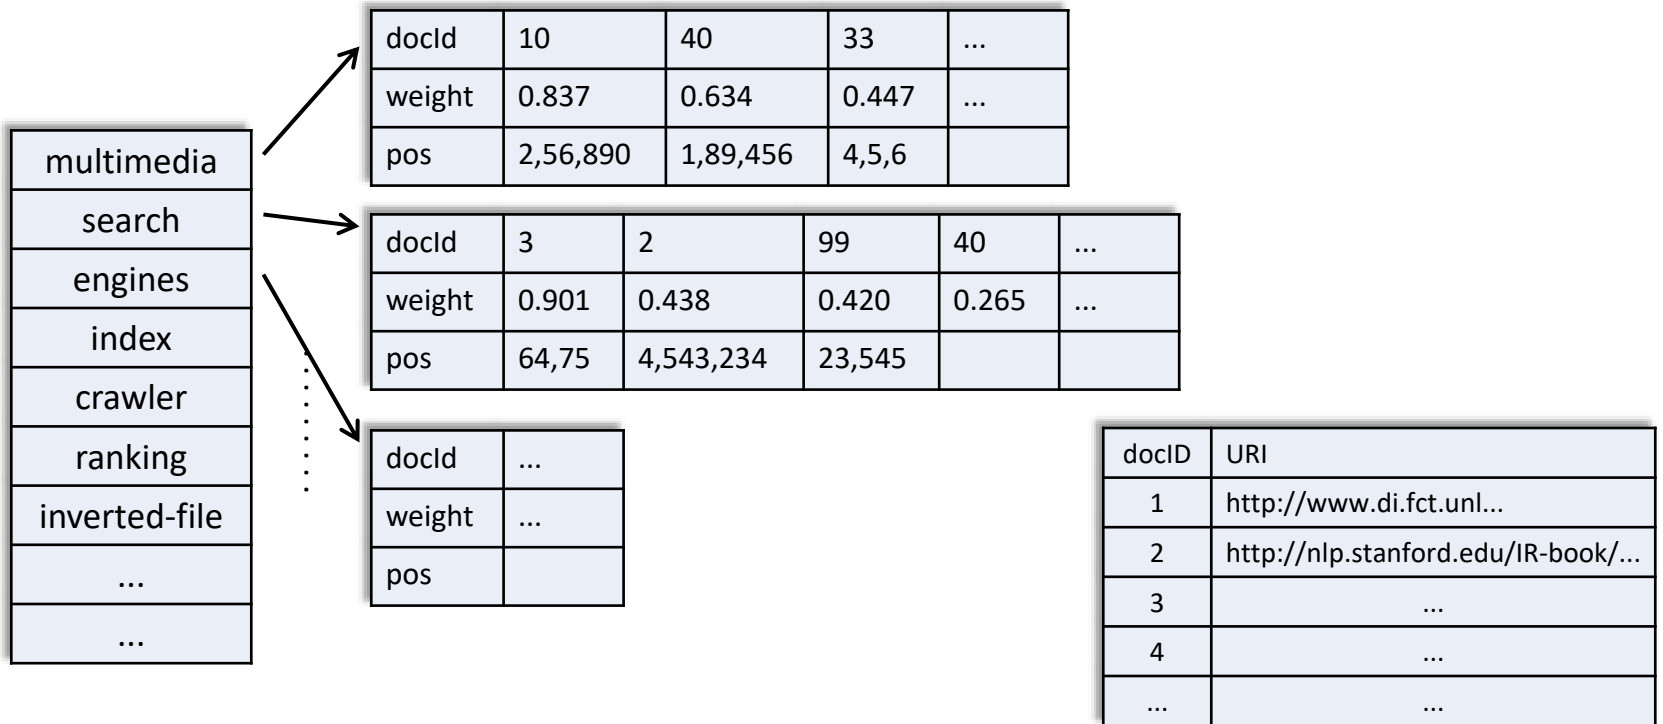 multimedia
search
engines
index
crawler
ranking
inverted-file
...
...
docId 10 40 33 ...
weight 0.837 0.634 0.447 ...
pos 2,56,890 1,89,456 4,5,6
docId 3 2 99 40 ...
weight 0.901 0.438 0.420 0.265 ...
pos 64,75 4,543,234 23,545
docId ...
weight ...
pos
docID URI
1 http://www.di.fct.unl...
2 http://nlp.stanford.edu/IR-book/...
3 ...
4 ...
... ...